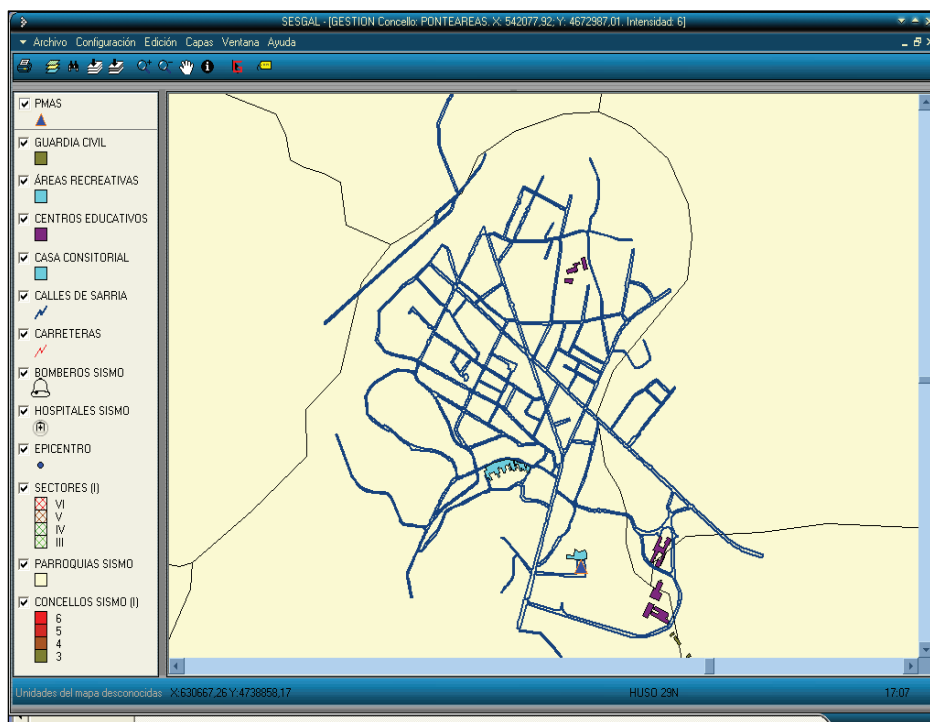 SESGAL - [GESTION Concello: PONTEAREAS. X: 542077,92; Y: 4672987,01. Intensidad: 6]
Archivo Configuración Edición Capas Ventana Ayuda
PMAS
GUARDIA CIVIL
ÁREAS RECREATIVAS
CENTROS EDUCATIVOS
CASA CONSITORIAL
CALLES DE SARRIA
CARRETERAS
BOMBEROS SISMO
HOSPITALES SISMO
EPICENTRO
SECTORES (I)
VI
V
IV
III
PARROQUIAS SISMO
CONCELLOS SISMO (I)
6
5
4
3
Unidades del mapa desconocidas X:630667,26 Y:4738858,17 HUSO 29N 17:07